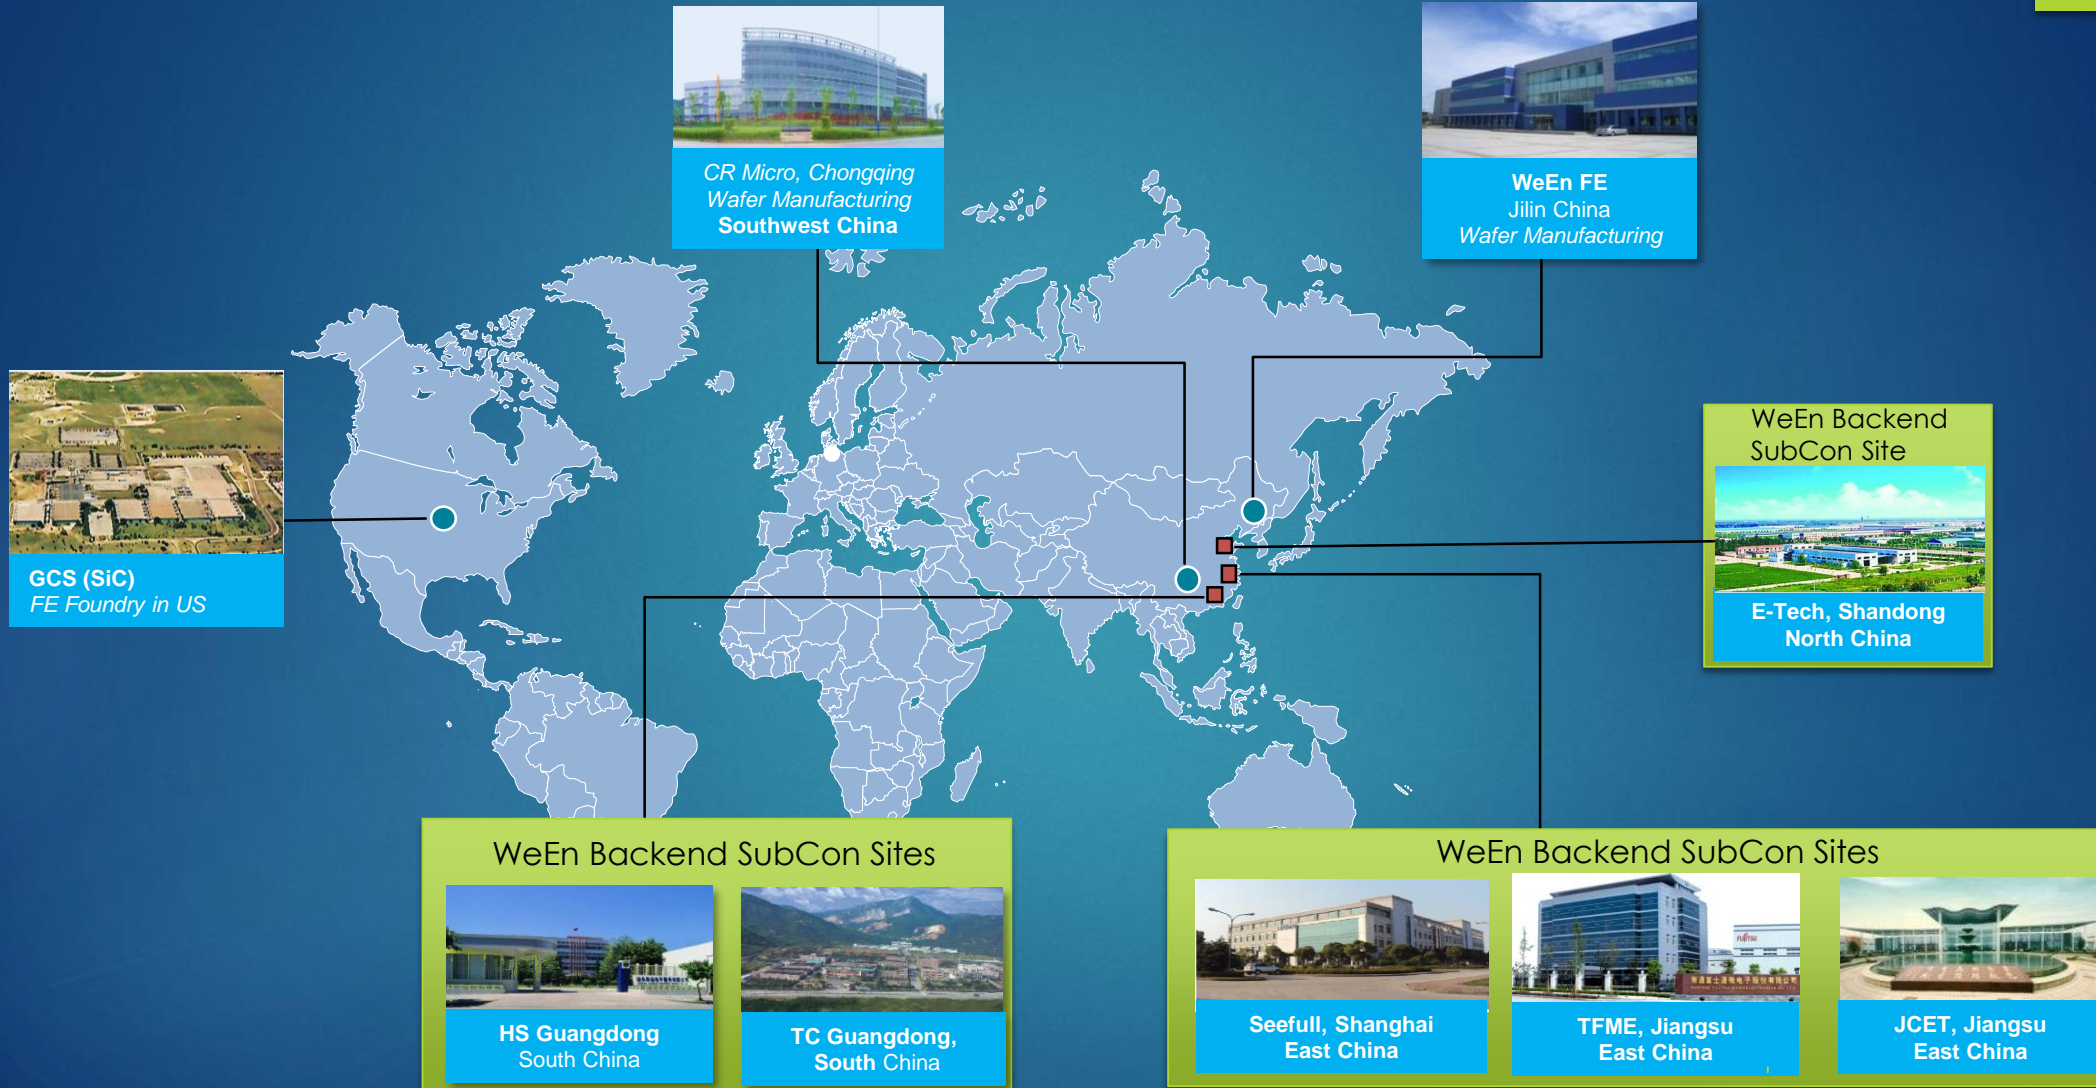 CR Micro, Chongqing
Wafer Manufacturing
Southwest China
WeEn FE
Jilin China
Wafer Manufacturing
GCS (SiC)
FE Foundry in US
WeEn Backend
SubCon Site
E-Tech, Shandong
North China
WeEn Backend SubCon Sites
HS Guangdong
South China
TC Guangdong,
South China
WeEn Backend SubCon Sites
FUJITSU
Seefull, Shanghai
East China
TFME, Jiangsu
East China
JCET, Jiangsu
East China